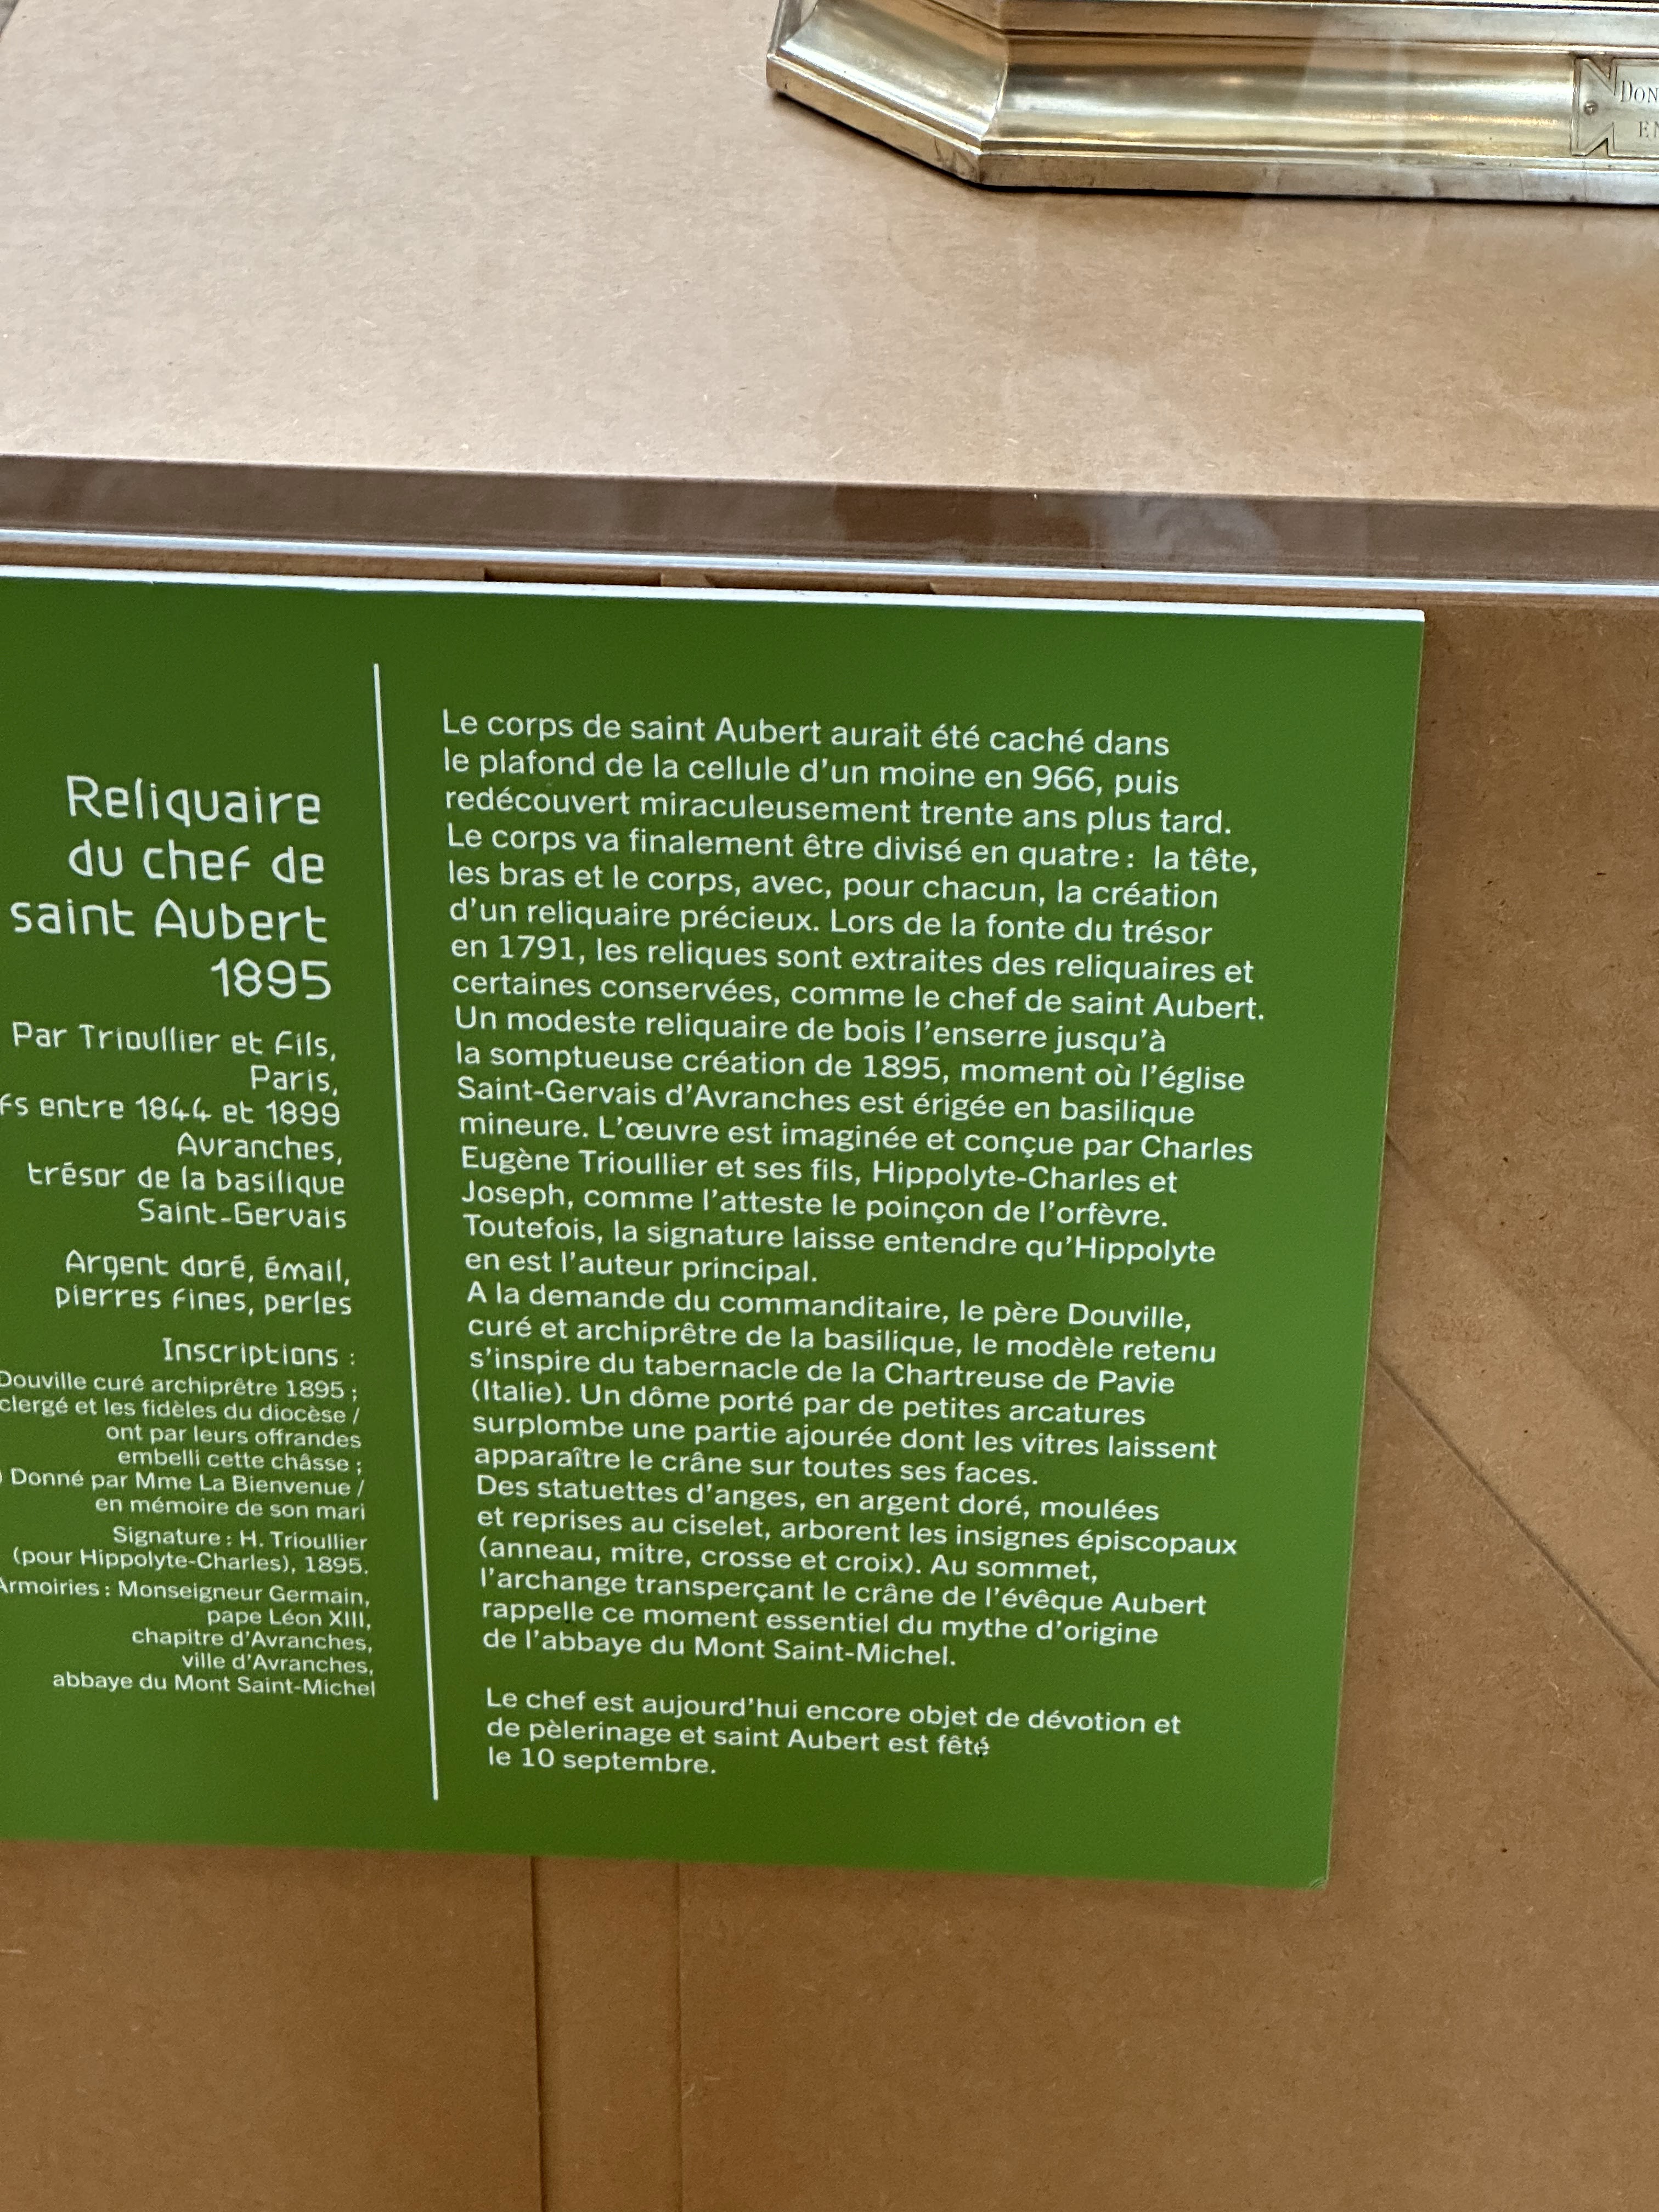 DON
EN
Reliquaire
du chef de
saint Aubert
1895
Par Trioullier et Fils,
Paris,
fs entre 1844 et 1899
Avranches,
trésor de la basilique
Saint-Gervais
Argent doré, émail,
pierres fines, perles
Inscriptions :
Douville curé archiprêtre 1895 ;
clergé et les fidèles du diocèse /
ont par leurs offrandes
embelli cette châsse ;
) Donné par Mme La Bienvenue /
en mémoire de son mari
Signature : H. Trioullier
(pour Hippolyte-Charles), 1895.
Armoiries : Monseigneur Germain,
pape Léon XIII,
chapitre d'Avranches,
ville d'Avranches,
abbaye du Mont Saint-Michel
Le corps de saint Aubert aurait été caché dans
le plafond de la cellule d'un moine en 966, puis
redécouvert miraculeusement trente ans plus tard.
Le corps va finalement être divisé en quatre : la tête,
les bras et le corps, avec, pour chacun, la création
d'un reliquaire précieux. Lors de la fonte du trésor
en 1791, les reliques sont extraites des reliquaires et
certaines conservées, comme le chef de saint Aubert.
Un modeste reliquaire de bois l'enserre jusqu'à
la somptueuse création de 1895, moment où l'église
Saint-Gervais d'Avranches est érigée en basilique
mineure. L'œuvre est imaginée et conçue par Charles
Eugène Trioullier et ses fils, Hippolyte-Charles et
Joseph, comme l'atteste le poinçon de l'orfèvre.
Toutefois, la signature laisse entendre qu'Hippolyte
en est l'auteur principal.
A la demande du commanditaire, le père Douville,
curé et archiprêtre de la basilique, le modèle retenu
s'inspire du tabernacle de la Chartreuse de Pavie
(Italie). Un dôme porté par de petites arcatures
surplombe une partie ajourée dont les vitres laissent
apparaître le crâne sur toutes ses faces.
Des statuettes d'anges, en argent doré, moulées
et reprises au ciselet, arborent les insignes épiscopaux
(anneau, mitre, crosse et croix). Au sommet,
l'archange transperçant le crâne de l'évêque Aubert
rappelle ce moment essentiel du mythe d'origine
de l'abbaye du Mont Saint-Michel.
Le chef est aujourd'hui encore objet de dévotion et
de pèlerinage et saint Aubert est fêté
le 10 septembre.